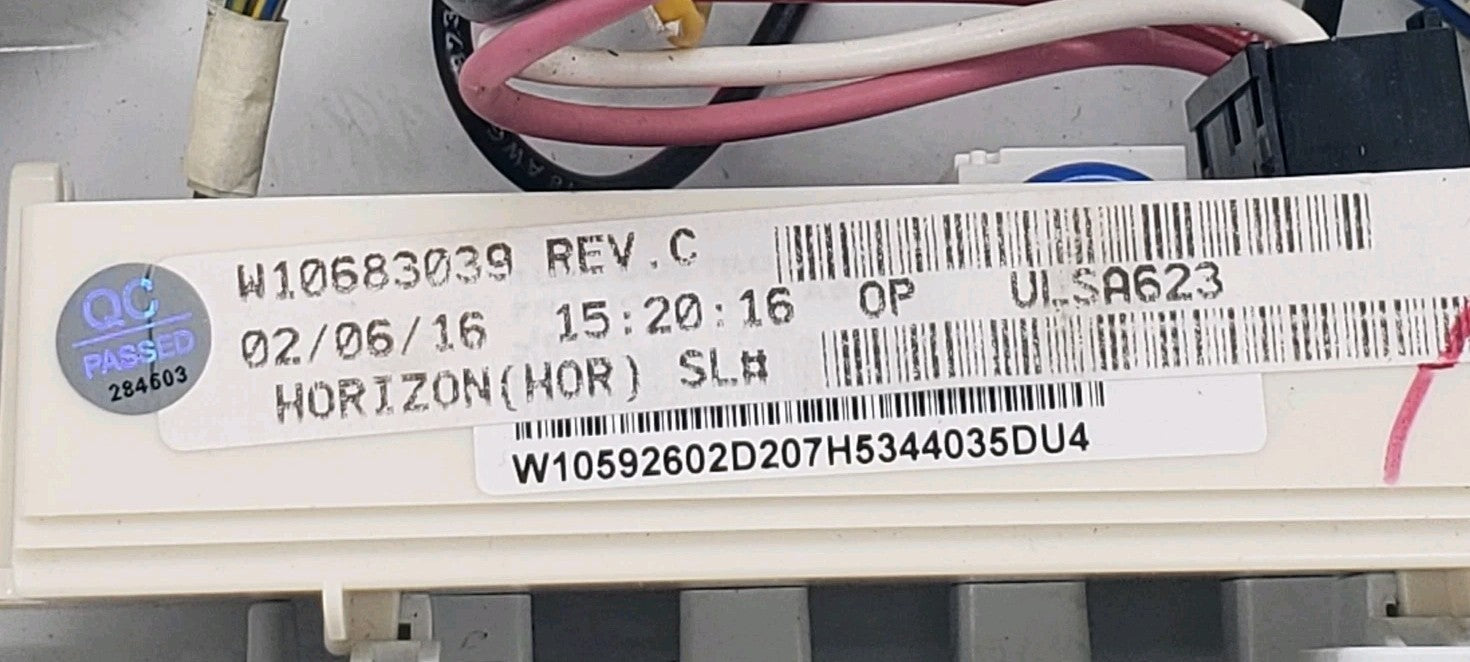 W10683039 REV.C
02/06/16 15:20:16 OP ULSA623
HORIZON(HOR) SL#
W10592602D207H5344035DU4
QC
PASSED
284603